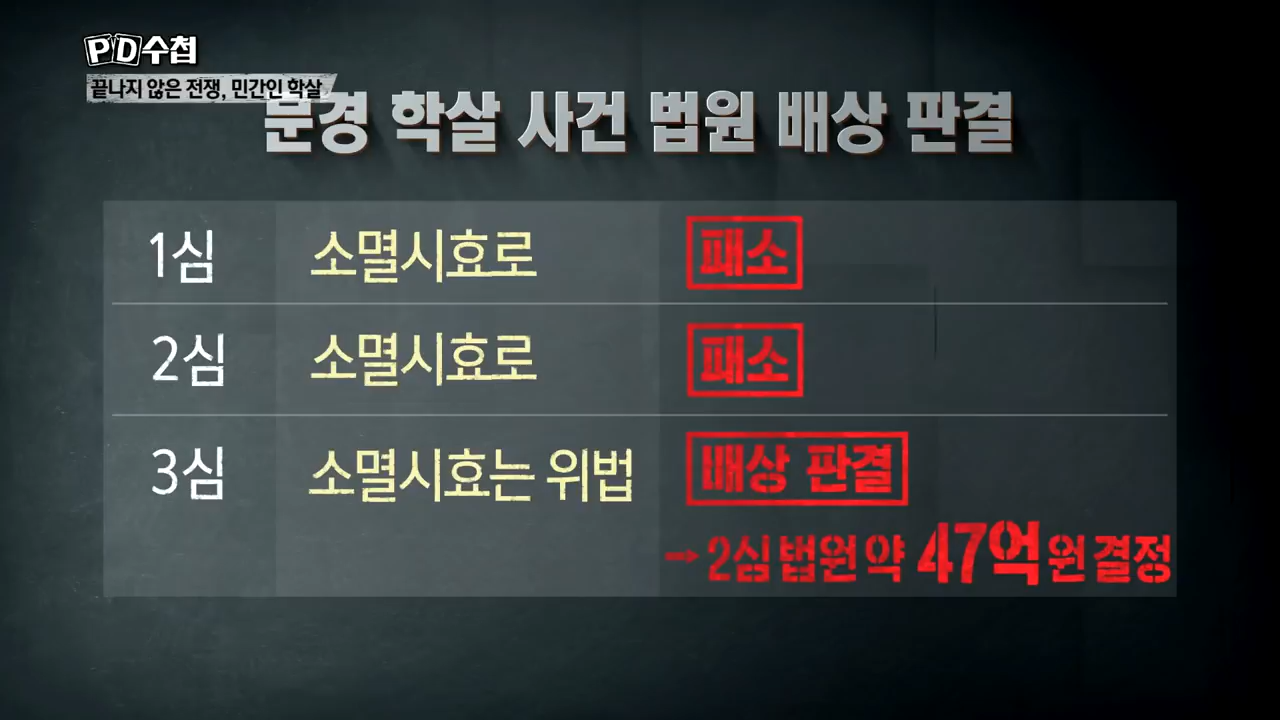 PD수첩
끝나지 않은 전쟁, 민간인 학살
문경 학살 사건 법원 배상 판결
1심 소멸시효로 패소
2심 소멸시효로 패소
3심 소멸시효는 위법 배상 판결
→ 2심 법원 약 47억 원 결정